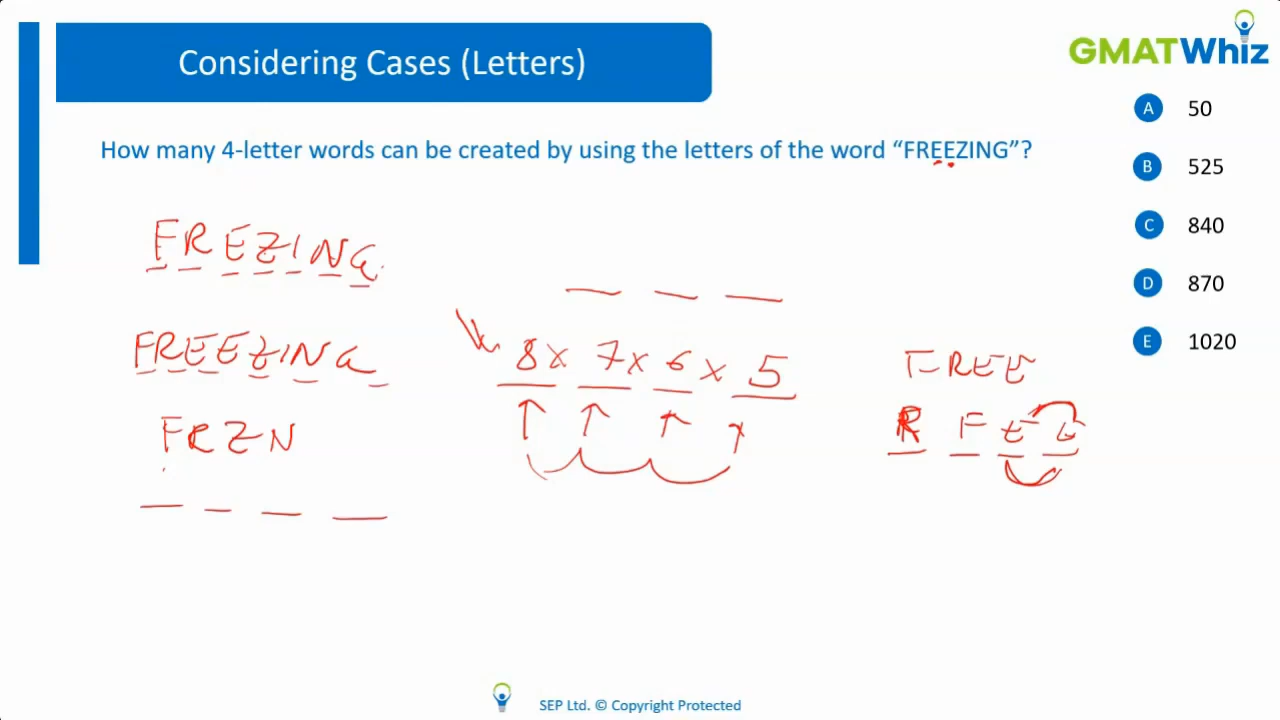 Considering Cases (Letters)
GMATWhiz
How many 4-letter words can be created by using the letters of the word “FREEZING”?
A 50
B 525
C 840
D 870
E 1020
FREZING
FREEZING
8 x 7 x 6 x 5
FREE
R F E E
FRZN
SEP Ltd. © Copyright Protected